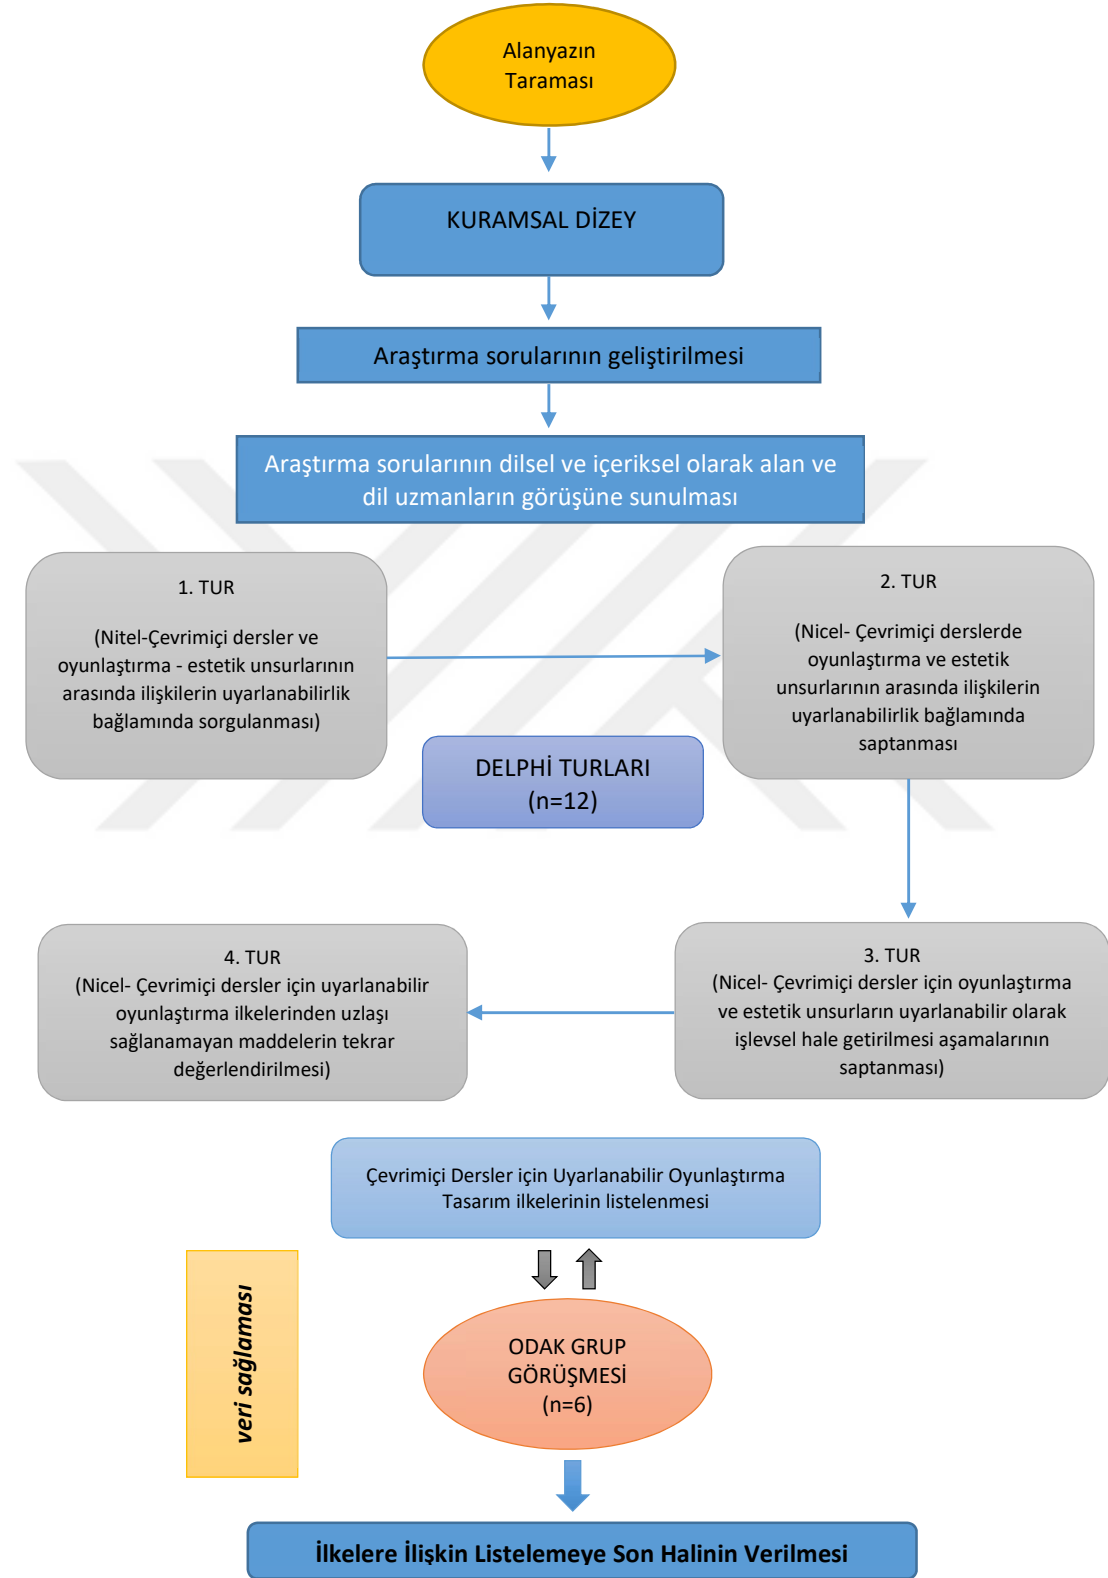 Alanyazın
Taraması
KURAMSAL DİZEY
Araştırma sorularının geliştirilmesi
Araştırma sorularının dilsel ve içeriksel olarak alan ve
dil uzmanların görüşüne sunulması
1. TUR
(Nitel-Çevrimiçi dersler ve
oyunlaştırma - estetik unsurlarının
arasında ilişkilerin uyarlanabilirlik
bağlamında sorgulanması)
2. TUR
(Nicel- Çevrimiçi derslerde
oyunlaştırma ve estetik
unsurlarının arasında ilişkilerin
uyarlanabilirlik bağlamında
saptanması
DELPHİ TURLARI
(n=12)
3. TUR
(Nicel- Çevrimiçi dersler için oyunlaştırma
ve estetik unsurların uyarlanabilir olarak
işlevsel hale getirilmesi aşamalarının
saptanması)
4. TUR
(Nicel- Çevrimiçi dersler için uyarlanabilir
oyunlaştırma ilkelerinden uzlaşı
sağlanamayan maddelerin tekrar
değerlendirilmesi)
Çevrimiçi Dersler için Uyarlanabilir Oyunlaştırma
Tasarım ilkelerinin listelenmesi
veri sağlaması
ODAK GRUP
GÖRÜŞMESİ
(n=6)
İlkelere İlişkin Listelemeye Son Halinin Verilmesi